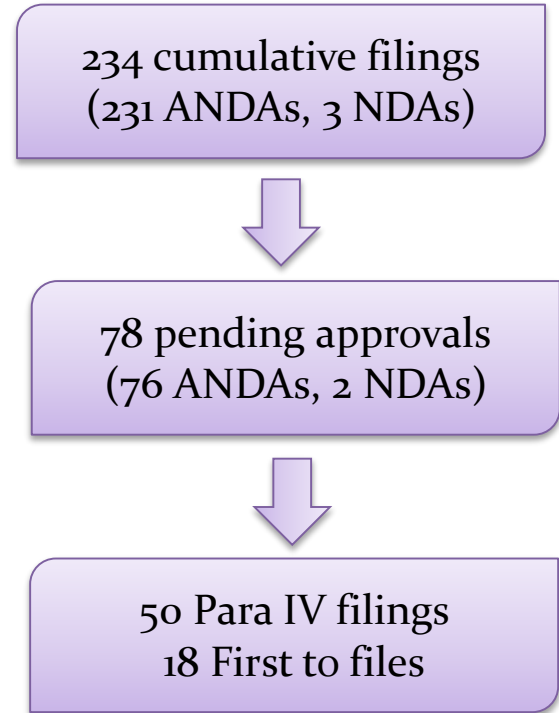 234 cumulative filings
(231 ANDAs, 3 NDAs)
78 pending approvals
(76 ANDAs, 2 NDAs)
50 Para IV filings
18 First to files